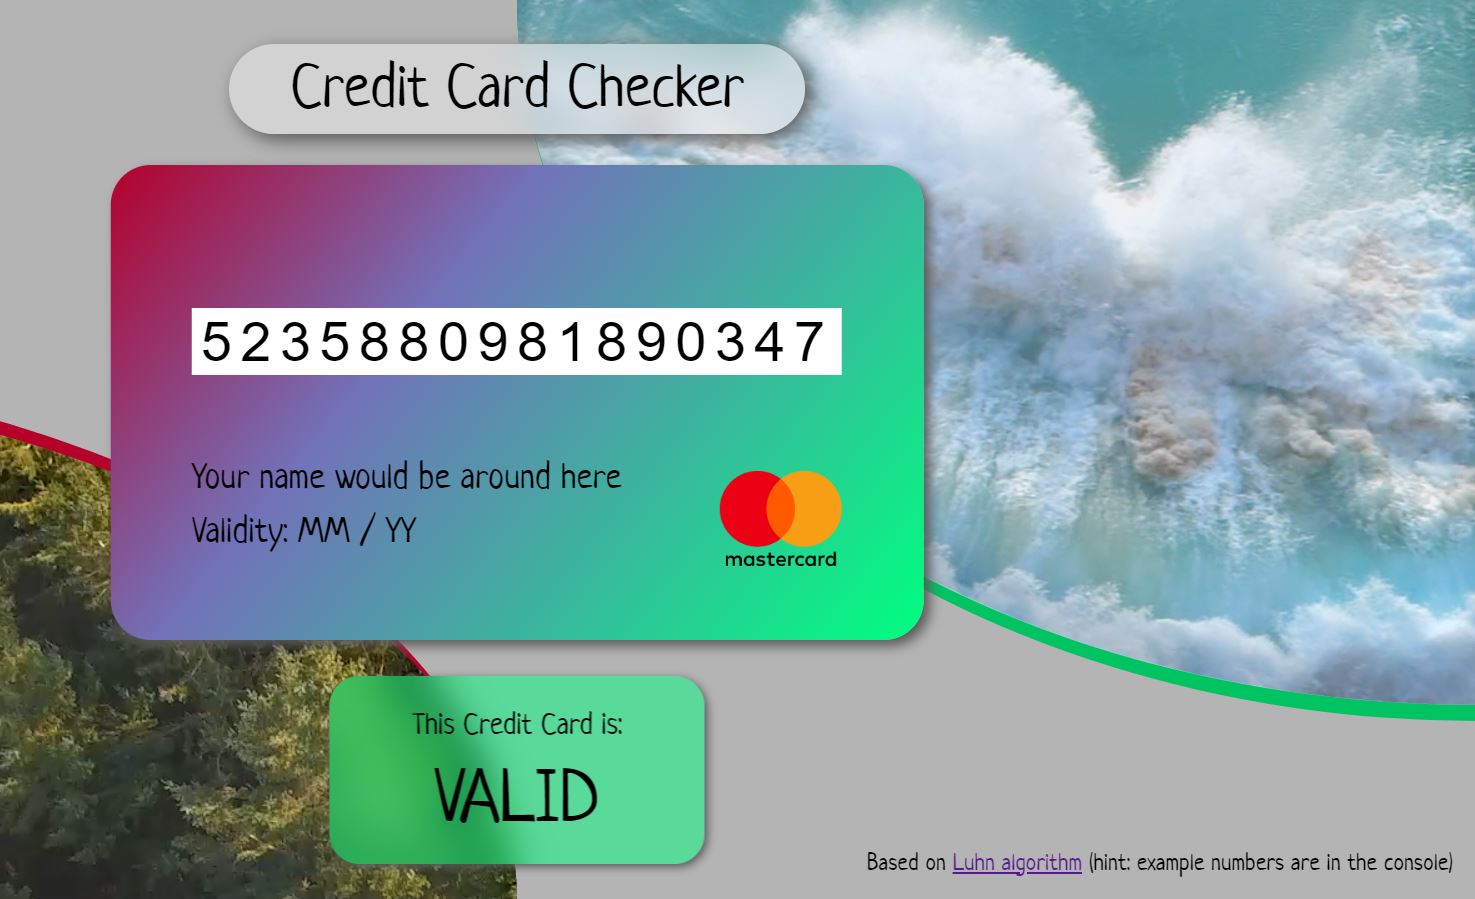 Credit Card Checker
5235880981890347
Your name would be around here
Validity: MM / YY
mastercard
This Credit Card is:
VALID
Based on Luhn algorithm (hint: example numbers are in the console)